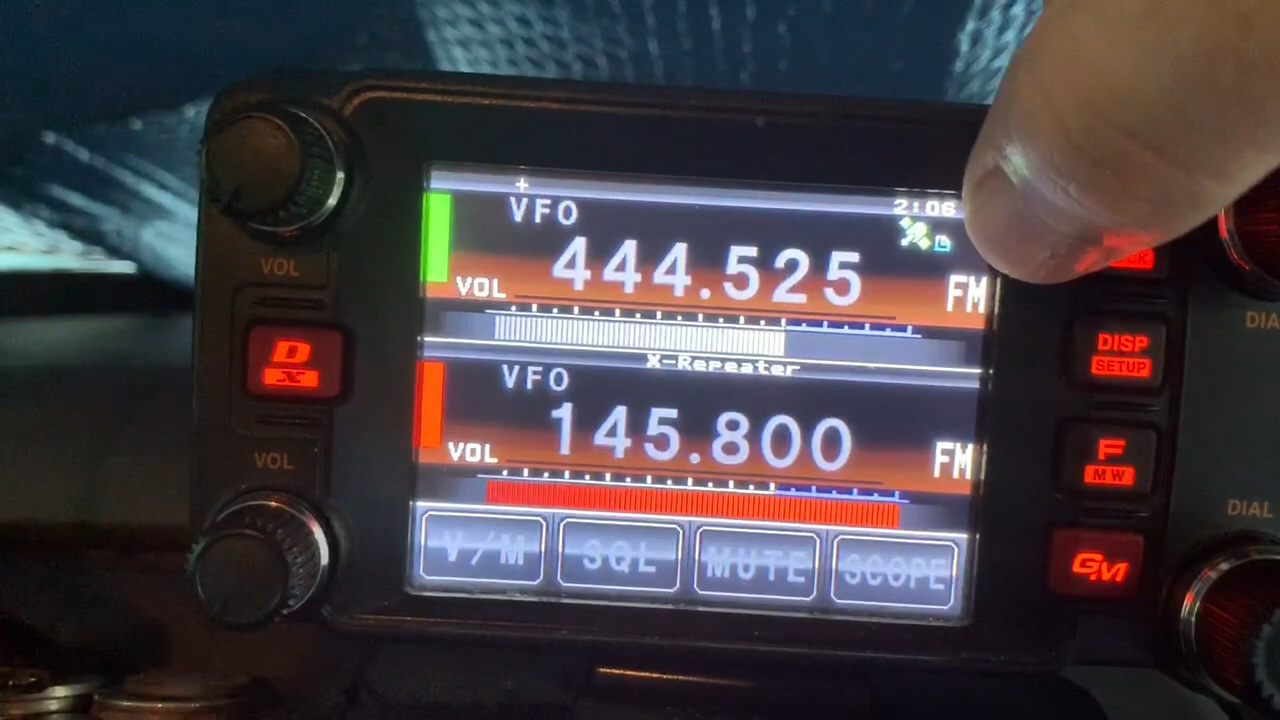 +
2:06
VFO
444.525
VOL
FM
X-Repeater
VFO
145.800
VOL
FM
V/M
SQL
MUTE
SCOPE
VOL
D
X
VOL
DISP
SETUP
F
MW
GM
DIAL